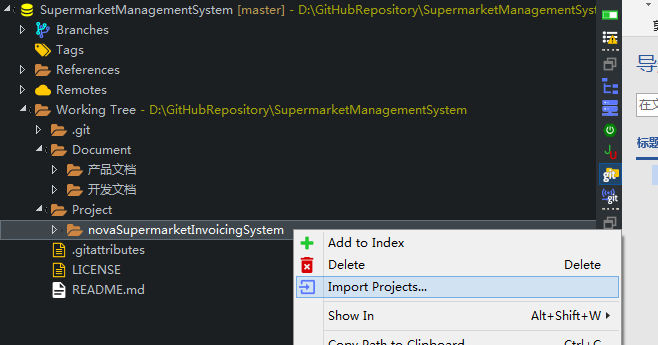 SupermarketManagementSystem [master] - D:\GitHubRepository\SupermarketManagementSyst
Branches
Tags
References
Remotes
Working Tree - D:\GitHubRepository\SupermarketManagementSystem
.git
Document
产品文档
开发文档
Project
novaSupermarketInvoicingSystem
.gitattributes
LICENSE
README.md
Add to Index
Delete Delete
Import Projects...
Show In Alt+Shift+W
Copy Path to Clipboard Ctrl+C
git
git
导
在文
标题